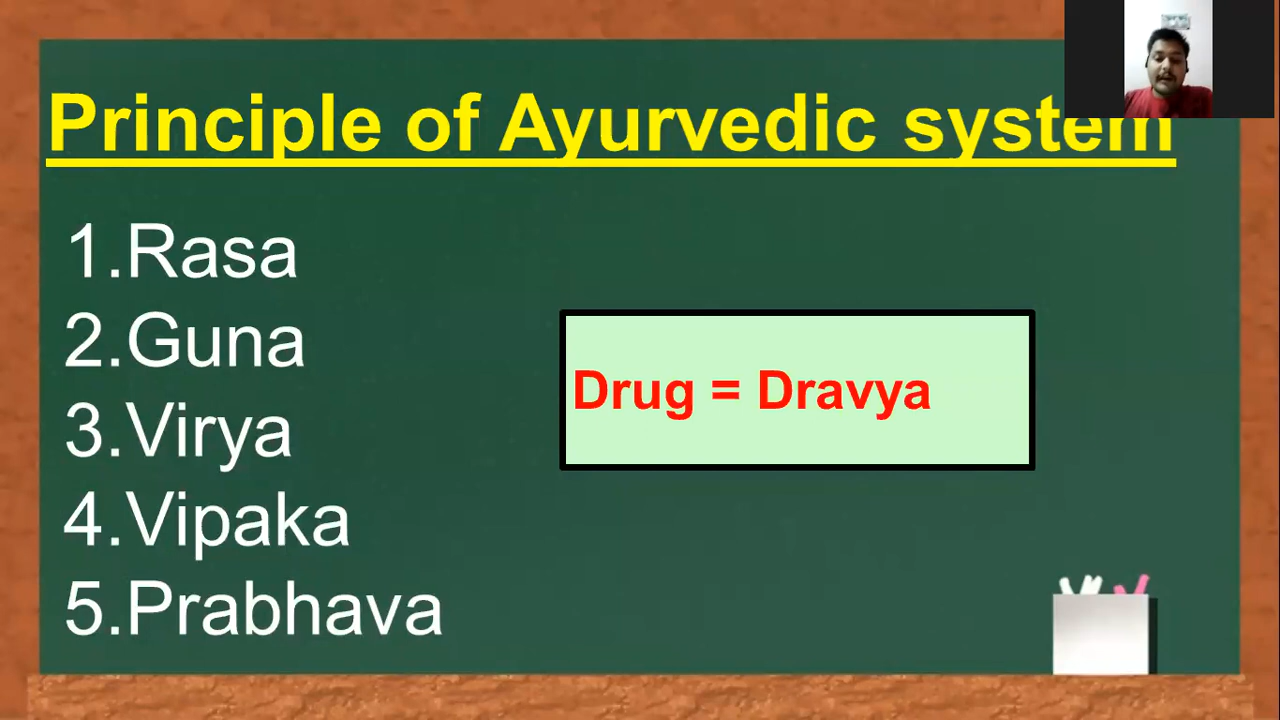 Principle of Ayurvedic system
1.Rasa
2.Guna
3.Virya
4.Vipaka
5.Prabhava
Drug = Dravya